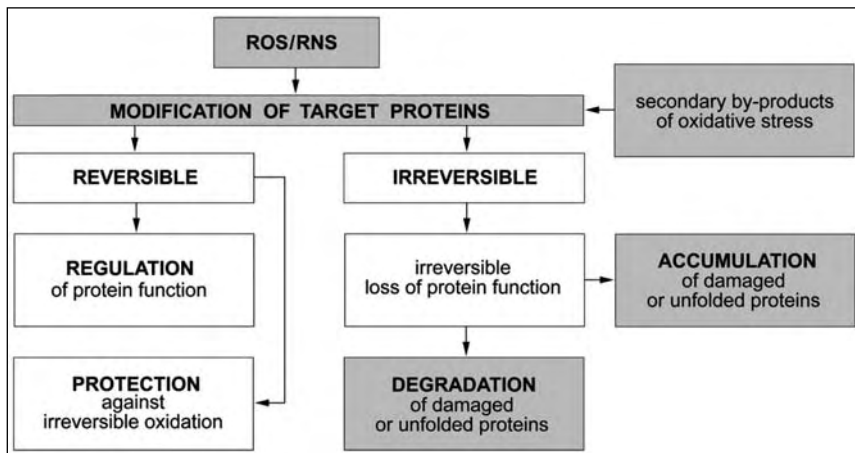 ROS/RNS
MODIFICATION OF TARGET PROTEINS
secondary by-products
of oxidative stress
REVERSIBLE
IRREVERSIBLE
REGULATION
of protein function
irreversible
loss of protein function
ACCUMULATION
of damaged
or unfolded proteins
PROTECTION
against
irreversible oxidation
DEGRADATION
of damaged
or unfolded proteins